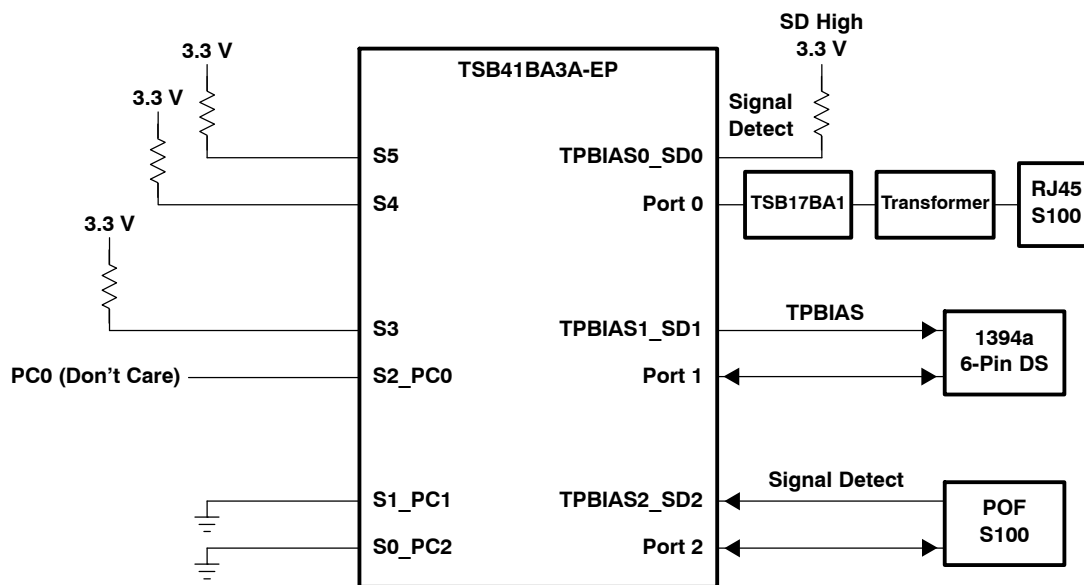 SD High
3.3 V
3.3 V
TSB41BA3A-EP
3.3 V
Signal
Detect
S5
TPBIAS0_SD0
S4
Port 0
TSB17BA1
Transformer
RJ45
S100
3.3 V
S3
TPBIAS1_SD1
TPBIAS
1394a
6-Pin DS
PC0 (Don't Care)
S2_PC0
Port 1
S1_PC1
TPBIAS2_SD2
Signal Detect
POF
S100
S0_PC2
Port 2